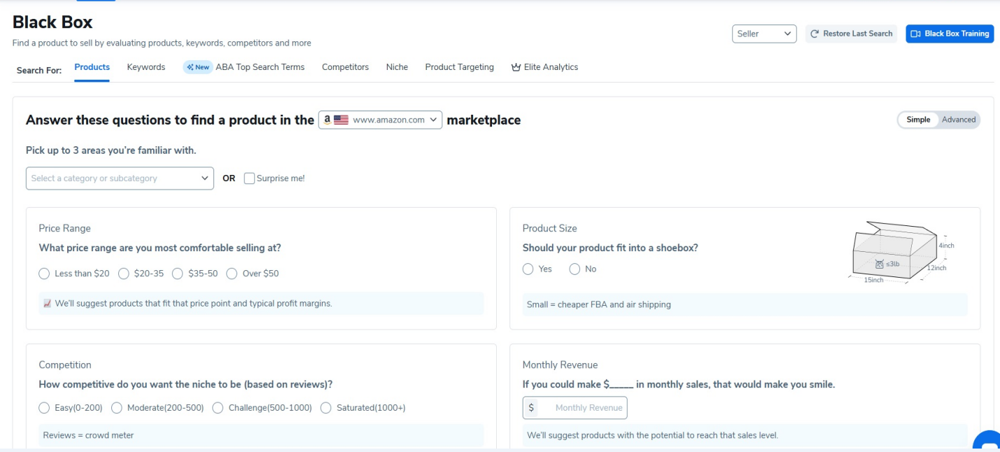 Black Box
Find a product to sell by evaluating products, keywords, competitors and more
Seller
Restore Last Search
Black Box Training
Search For:
Products
Keywords
New
ABA Top Search Terms
Competitors
Niche
Product Targeting
Elite Analytics
Answer these questions to find a product in the a www.amazon.com marketplace
Simple
Advanced
Pick up to 3 areas you're familiar with.
Select a category or subcategory
OR
Surprise me!
Price Range
What price range are you most comfortable selling at?
Less than $20
$20-35
$35-50
Over $50
We'll suggest products that fit that price point and typical profit margins.
Product Size
Should your product fit into a shoebox?
Yes
No
4inch
≤3lb
12inch
15inch
Small = cheaper FBA and air shipping
Competition
How competitive do you want the niche to be (based on reviews)?
Easy(0-200)
Moderate(200-500)
Challenge(500-1000)
Saturated(1000+)
Reviews = crowd meter
Monthly Revenue
If you could make $_____ in monthly sales, that would make you smile.
$ Monthly Revenue
We'll suggest products with the potential to reach that sales level.